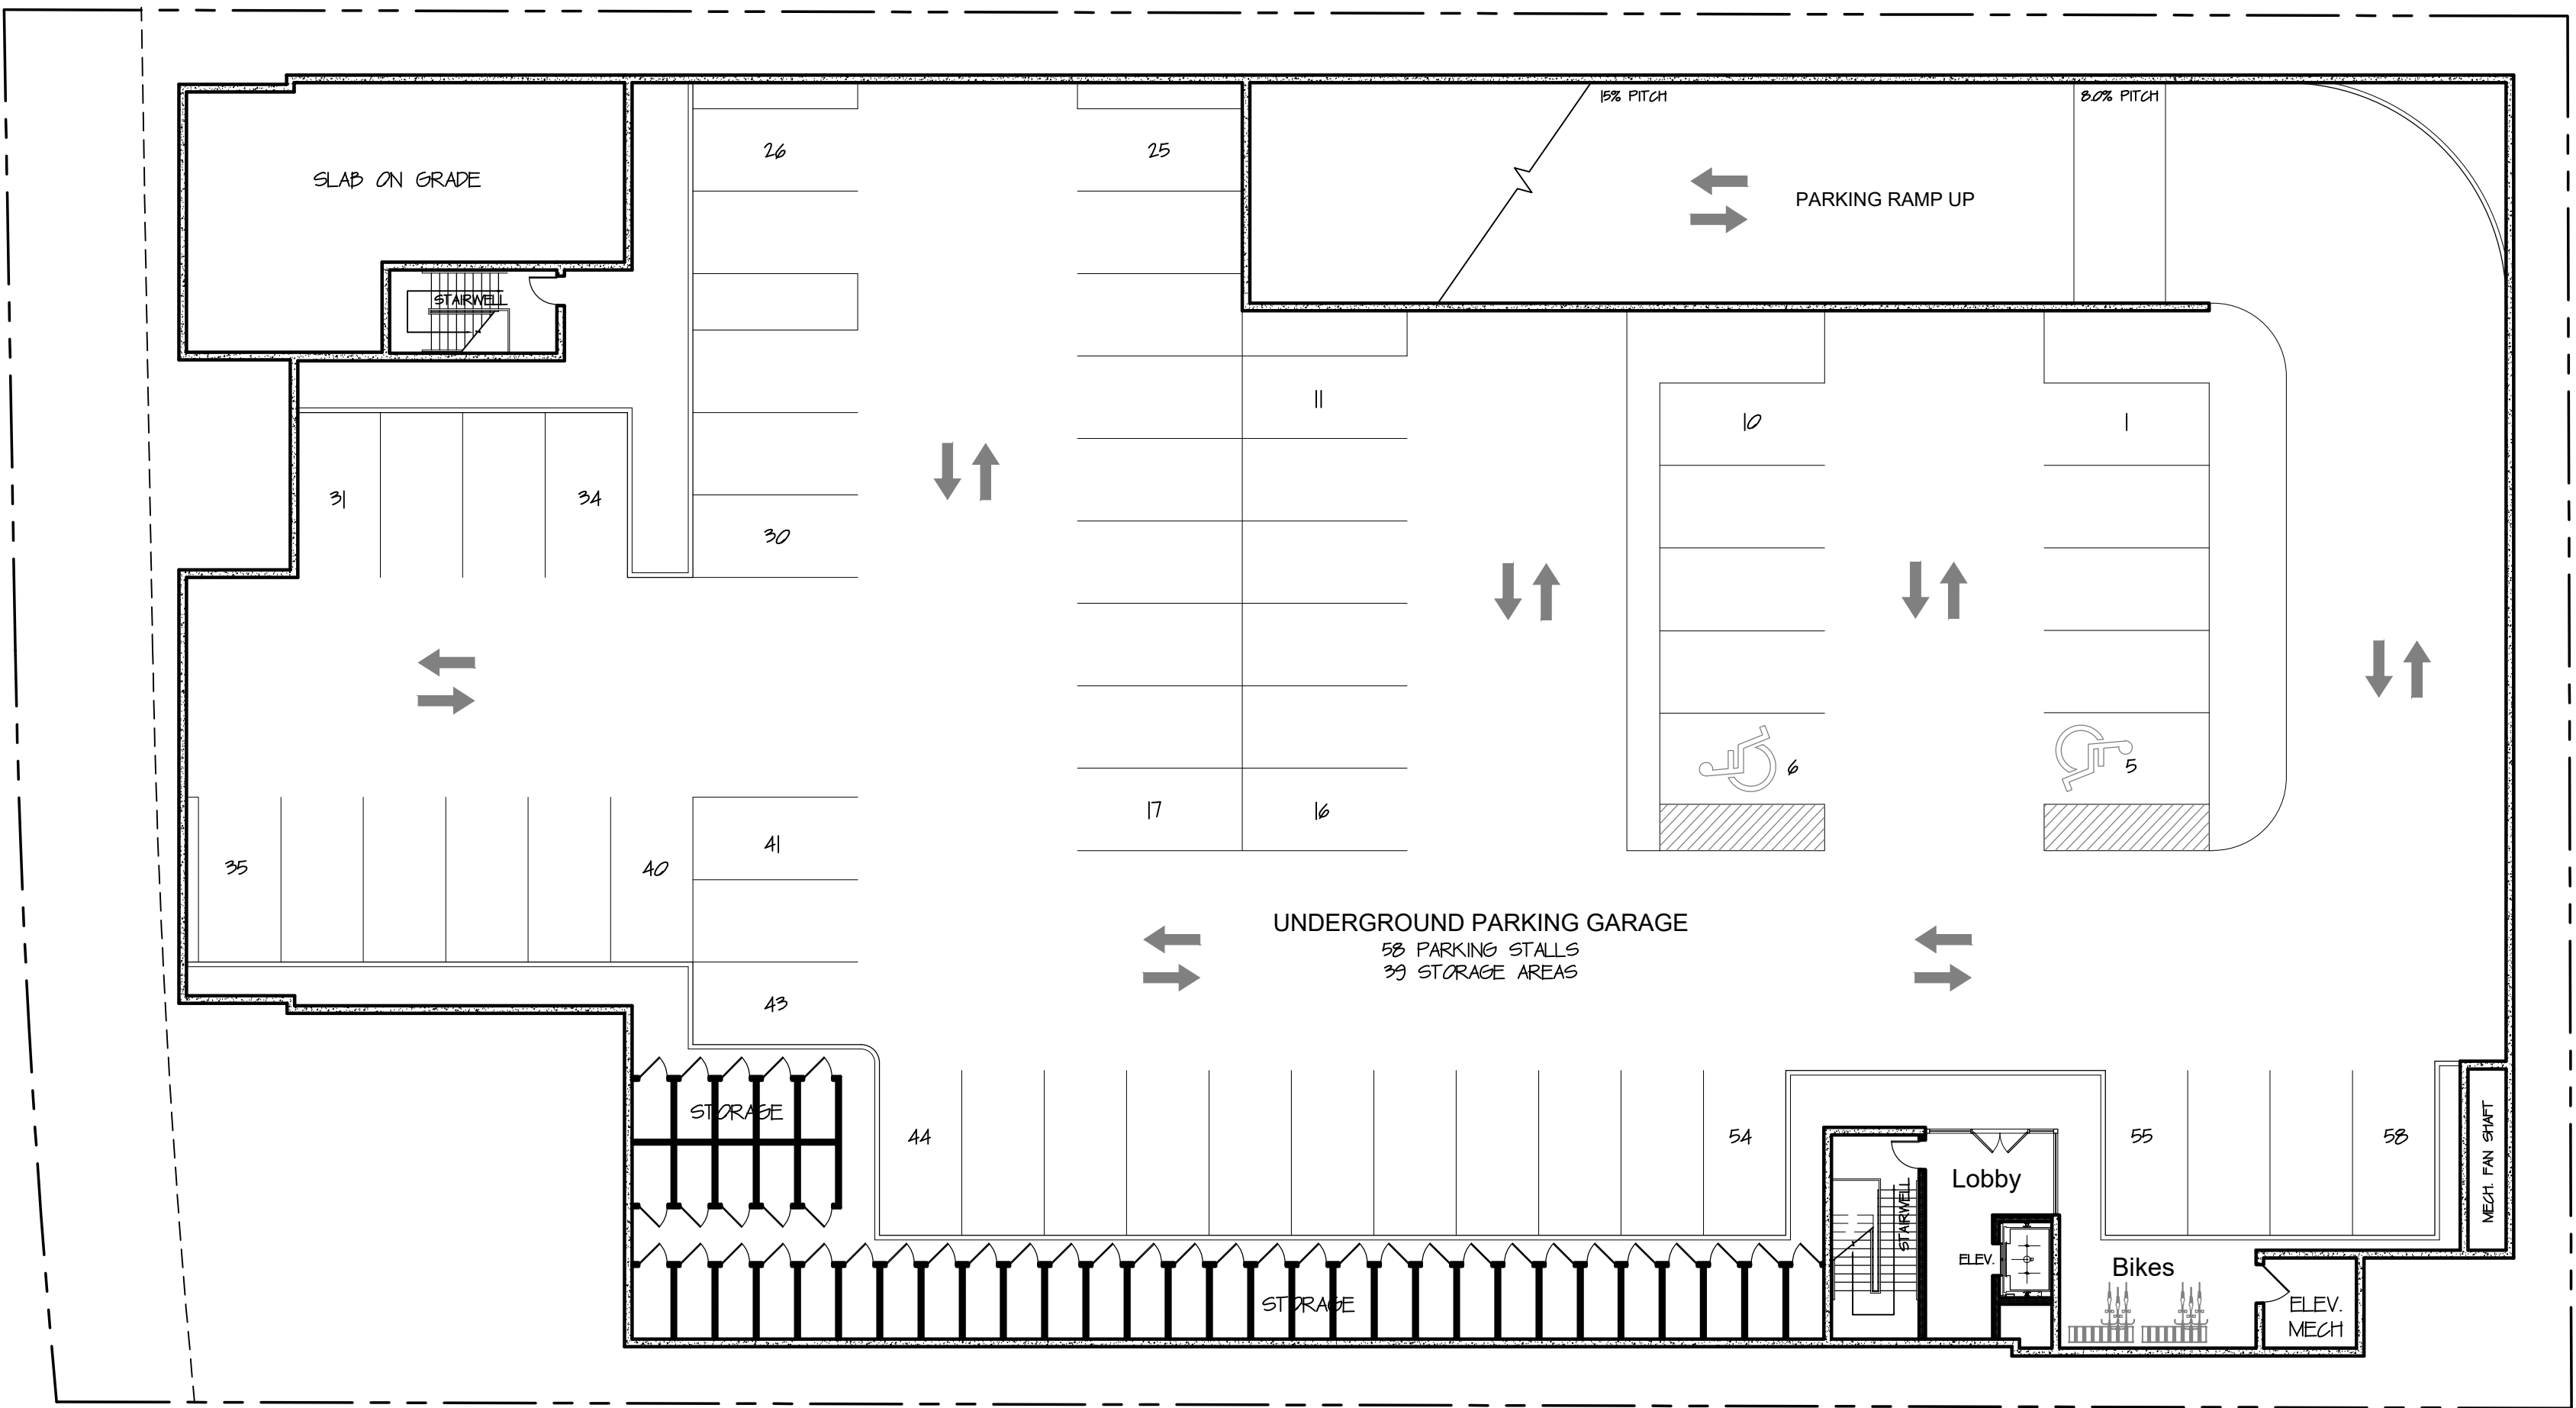 15% PITCH
8.0% PITCH
26
25
SLAB ON GRADE
PARKING RAMP UP
STAIRWELL
11
10
1
31
34
30
6
5
17
16
41
35
40
UNDERGROUND PARKING GARAGE
58 PARKING STALLS
39 STORAGE AREAS
43
STORAGE
44
54
55
58
MECH. FAN SHAFT
Lobby
STAIRWELL
ELEV.
Bikes
STORAGE
ELEV.
MECH